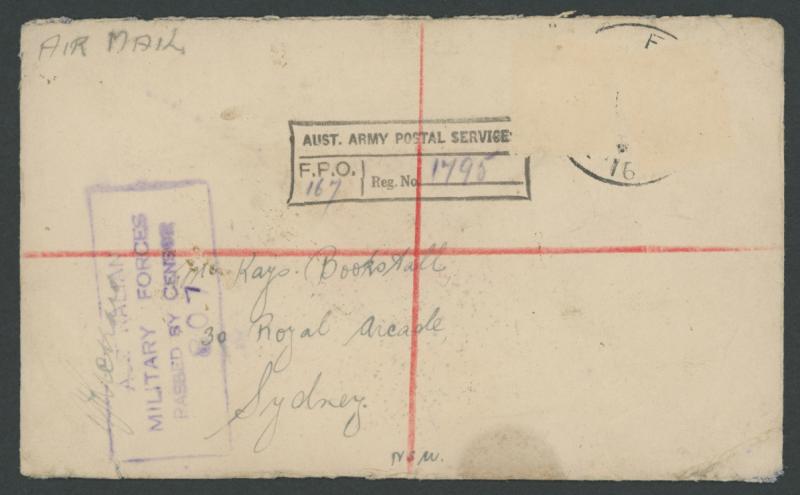 AIR MAIL
F
AUST. ARMY POSTAL SERVICE
F.P.O. 167 Reg. No. 1795
16
AUSTRALIAN
MILITARY FORCES
PASSED BY CENSOR
807
Kays. Bookstall
30 Royal Arcade
Sydney.
NSW.